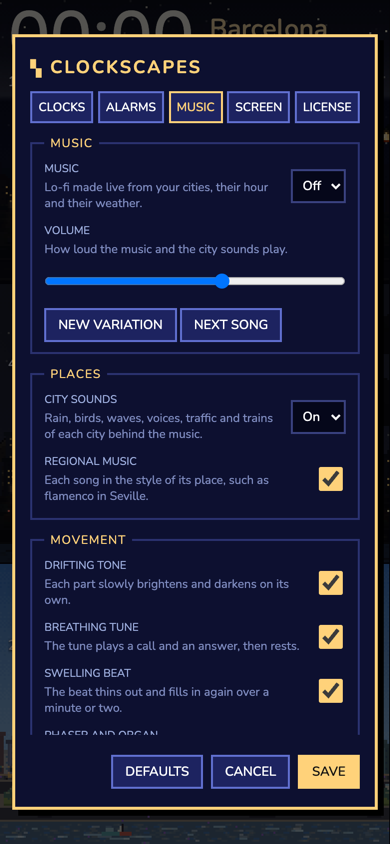 00:00
Barcelona
CLOCKSCAPES
CLOCKS
ALARMS
MUSIC
SCREEN
LICENSE
MUSIC
MUSIC
Lo-fi made live from your cities, their hour
and their weather.
Off
VOLUME
How loud the music and the city sounds play.
NEW VARIATION
NEXT SONG
PLACES
CITY SOUNDS
Rain, birds, waves, voices, traffic and trains
of each city behind the music.
On
REGIONAL MUSIC
Each song in the style of its place, such as
flamenco in Seville.
MOVEMENT
DRIFTING TONE
Each part slowly brightens and darkens on its
own.
BREATHING TUNE
The tune plays a call and an answer, then rests.
SWELLING BEAT
The beat thins out and fills in again over a
minute or two.
PHASER AND ORGAN
DEFAULTS
CANCEL
SAVE